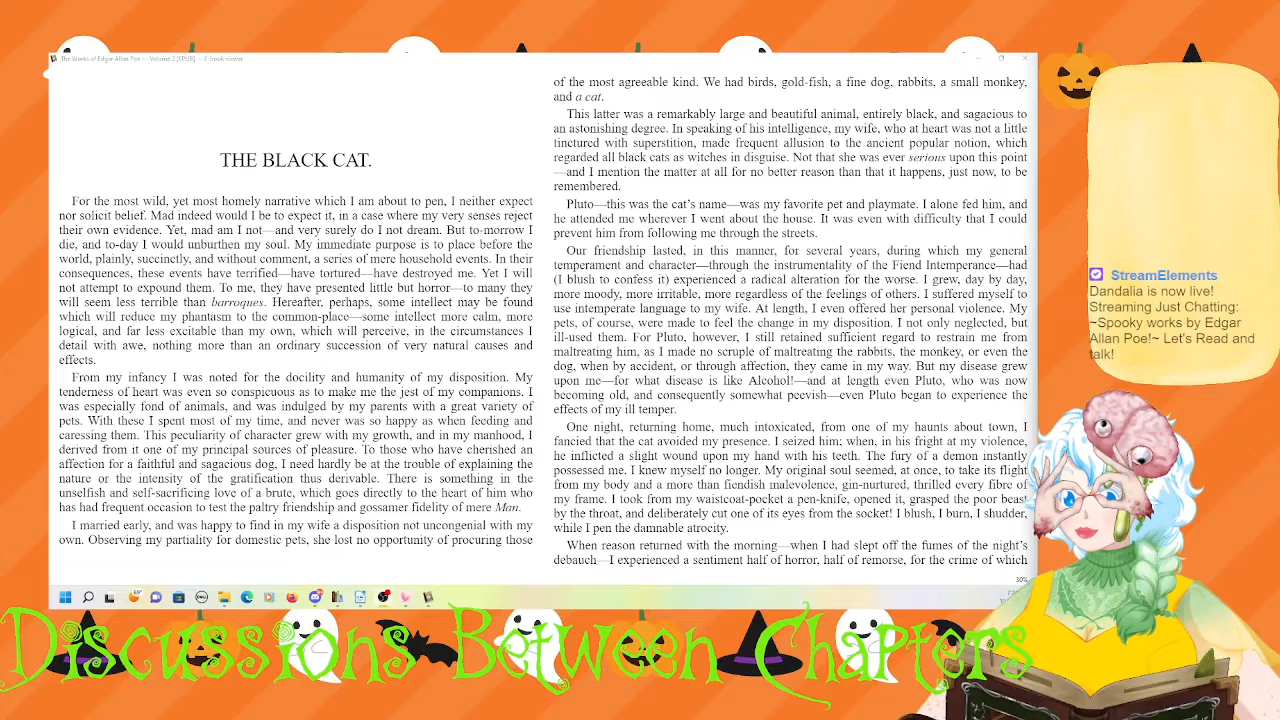 The Works of Edgar Allan Poe — Volume 2 [EPUB] — E-book viewer
THE BLACK CAT.
For the most wild, yet most homely narrative which I am about to pen, I neither expect
nor solicit belief. Mad indeed would I be to expect it, in a case where my very senses reject
their own evidence. Yet, mad am I not—and very surely do I not dream. But to-morrow I
die, and to-day I would unburthen my soul. My immediate purpose is to place before the
world, plainly, succinctly, and without comment, a series of mere household events. In their
consequences, these events have terrified—have tortured—have destroyed me. Yet I will
not attempt to expound them. To me, they have presented little but horror—to many they
will seem less terrible than barroques. Hereafter, perhaps, some intellect may be found
which will reduce my phantasm to the common-place—some intellect more calm, more
logical, and far less excitable than my own, which will perceive, in the circumstances I
detail with awe, nothing more than an ordinary succession of very natural causes and
effects.
From my infancy I was noted for the docility and humanity of my disposition. My
tenderness of heart was even so conspicuous as to make me the jest of my companions. I
was especially fond of animals, and was indulged by my parents with a great variety of
pets. With these I spent most of my time, and never was so happy as when feeding and
caressing them. This peculiarity of character grew with my growth, and in my manhood, I
derived from it one of my principal sources of pleasure. To those who have cherished an
affection for a faithful and sagacious dog, I need hardly be at the trouble of explaining the
nature or the intensity of the gratification thus derivable. There is something in the
unselfish and self-sacrificing love of a brute, which goes directly to the heart of him who
has had frequent occasion to test the paltry friendship and gossamer fidelity of mere Man.
I married early, and was happy to find in my wife a disposition not uncongenial with my
own. Observing my partiality for domestic pets, she lost no opportunity of procuring those
of the most agreeable kind. We had birds, gold-fish, a fine dog, rabbits, a small monkey,
and a cat.
This latter was a remarkably large and beautiful animal, entirely black, and sagacious to
an astonishing degree. In speaking of his intelligence, my wife, who at heart was not a little
tinctured with superstition, made frequent allusion to the ancient popular notion, which
regarded all black cats as witches in disguise. Not that she was ever serious upon this point
—and I mention the matter at all for no better reason than that it happens, just now, to be
remembered.
Pluto—this was the cat's name—was my favorite pet and playmate. I alone fed him, and
he attended me wherever I went about the house. It was even with difficulty that I could
prevent him from following me through the streets.
Our friendship lasted, in this manner, for several years, during which my general
temperament and character—through the instrumentality of the Fiend Intemperance—had
(I blush to confess it) experienced a radical alteration for the worse. I grew, day by day,
more moody, more irritable, more regardless of the feelings of others. I suffered myself to
use intemperate language to my wife. At length, I even offered her personal violence. My
pets, of course, were made to feel the change in my disposition. I not only neglected, but
ill-used them. For Pluto, however, I still retained sufficient regard to restrain me from
maltreating him, as I made no scruple of maltreating the rabbits, the monkey, or even the
dog, when by accident, or through affection, they came in my way. But my disease grew
upon me—for what disease is like Alcohol!—and at length even Pluto, who was now
becoming old, and consequently somewhat peevish—even Pluto began to experience the
effects of my ill temper.
One night, returning home, much intoxicated, from one of my haunts about town, I
fancied that the cat avoided my presence. I seized him; when, in his fright at my violence,
he inflicted a slight wound upon my hand with his teeth. The fury of a demon instantly
possessed me. I knew myself no longer. My original soul seemed, at once, to take its flight
from my body and a more than fiendish malevolence, gin-nurtured, thrilled every fibre of
my frame. I took from my waistcoat-pocket a pen-knife, opened it, grasped the poor beast
by the throat, and deliberately cut one of its eyes from the socket! I blush, I burn, I shudder,
while I pen the damnable atrocity.
When reason returned with the morning—when I had slept off the fumes of the night's
debauch—I experienced a sentiment half of horror, half of remorse, for the crime of which
30%
StreamElements
Dandalia is now live!
Streaming Just Chatting:
~Spooky works by Edgar
Allan Poe!~ Let's Read and
talk!
Discussions Between Chapters